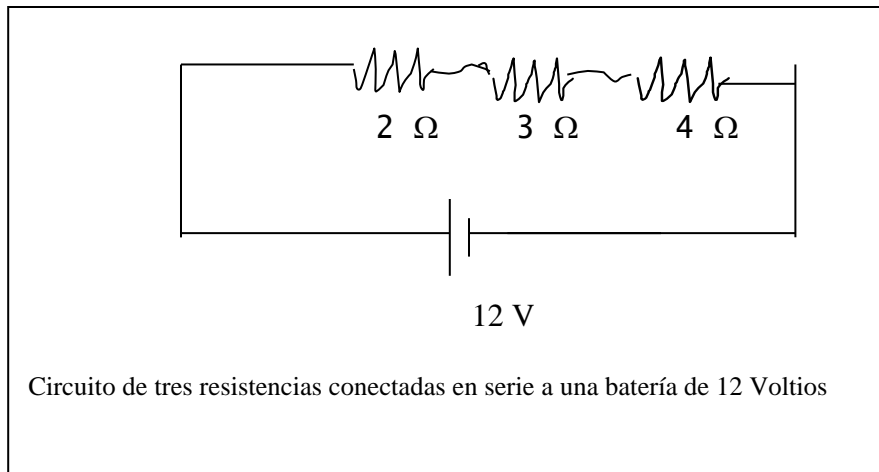 2 Ω 3 Ω 4 Ω
12 V
Circuito de tres resistencias conectadas en serie a una batería de 12 Voltios